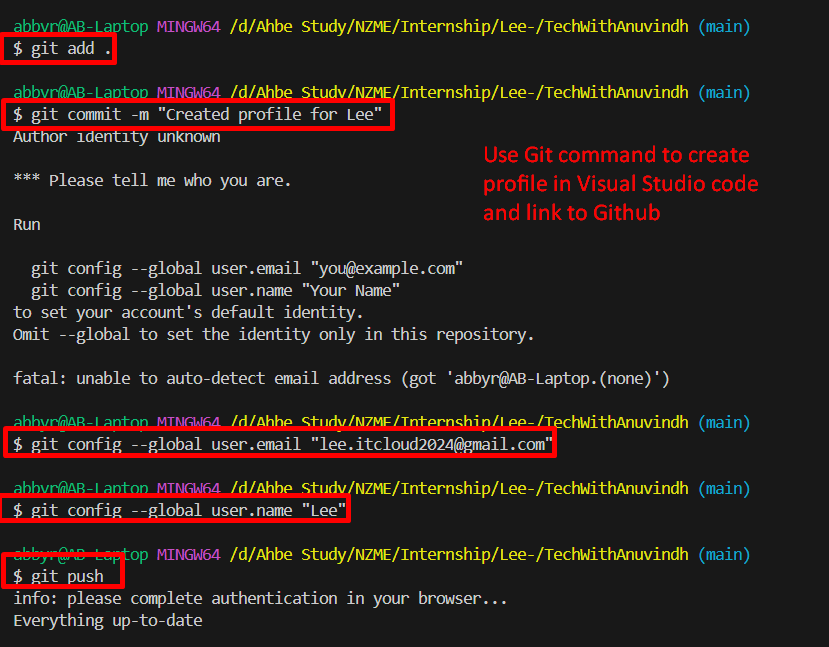 abbyr@AB-Laptop MINGW64 /d/Ahbe Study/NZME/Internship/Lee-/TechWithAnuvindh (main)
$ git add .
abbyr@AB-Laptop MINGW64 /d/Ahbe Study/NZME/Internship/Lee-/TechWithAnuvindh (main)
$ git commit -m "Created profile for Lee"
Author identity unknown
*** Please tell me who you are.
Run
git config --global user.email "you@example.com"
git config --global user.name "Your Name"
to set your account's default identity.
Omit --global to set the identity only in this repository.
fatal: unable to auto-detect email address (got 'abbyr@AB-Laptop.(none)')
abbyr@AB-Laptop MINGW64 /d/Ahbe Study/NZME/Internship/Lee-/TechWithAnuvindh (main)
$ git config --global user.email "lee.itcloud2024@gmail.com"
abbyr@AB-Laptop MINGW64 /d/Ahbe Study/NZME/Internship/Lee-/TechWithAnuvindh (main)
$ git config --global user.name "Lee"
abbyr@AB-Laptop MINGW64 /d/Ahbe Study/NZME/Internship/Lee-/TechWithAnuvindh (main)
$ git push
info: please complete authentication in your browser...
Everything up-to-date
Use Git command to create
profile in Visual Studio code
and link to Github